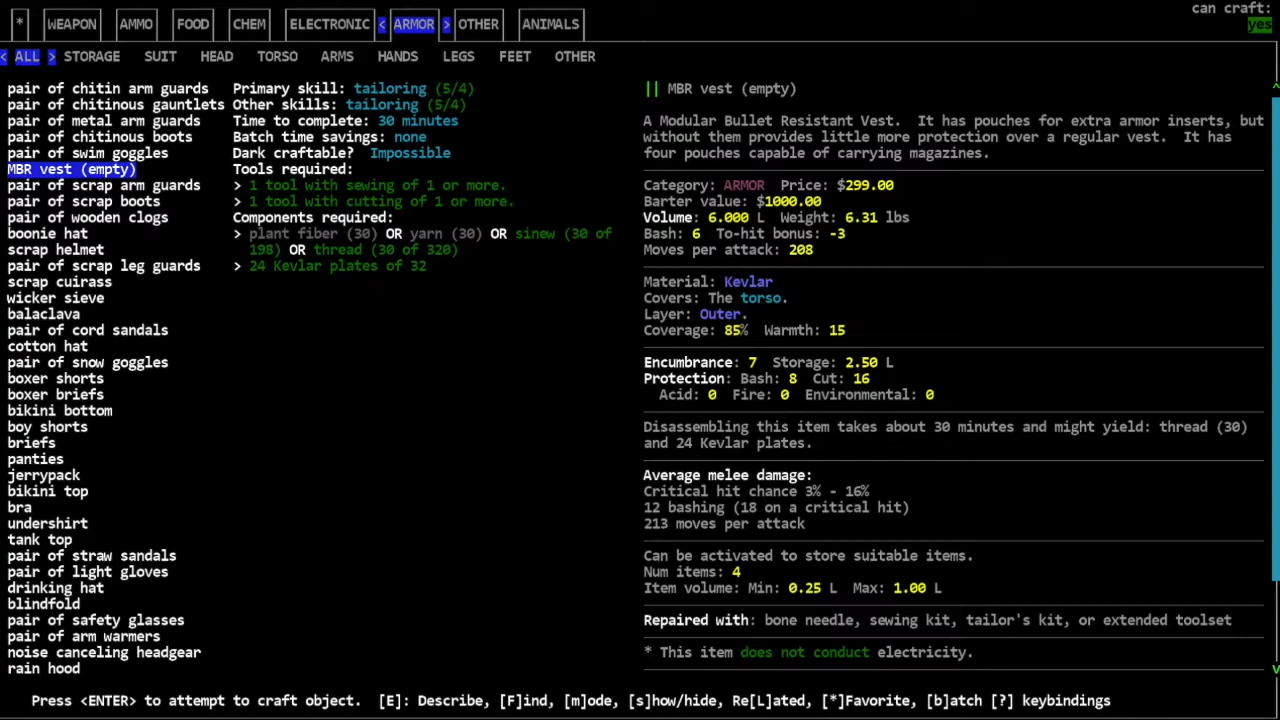 can craft:
* WEAPON AMMO FOOD CHEM ELECTRONIC < ARMOR > OTHER ANIMALS
yes
< ALL > STORAGE SUIT HEAD TORSO ARMS HANDS LEGS FEET OTHER
pair of chitin arm guards
pair of chitinous gauntlets
pair of metal arm guards
pair of chitinous boots
pair of swim goggles
MBR vest (empty)
pair of scrap arm guards
pair of scrap boots
pair of wooden clogs
boonie hat
scrap helmet
pair of scrap leg guards
scrap cuirass
wicker sieve
balaclava
pair of cord sandals
cotton hat
pair of snow goggles
boxer shorts
boxer briefs
bikini bottom
boy shorts
briefs
panties
jerrypack
bikini top
bra
undershirt
tank top
pair of straw sandals
pair of light gloves
drinking hat
blindfold
pair of safety glasses
pair of arm warmers
noise canceling headgear
rain hood
Primary skill: tailoring (5/4)
Other skills: tailoring (5/4)
Time to complete: 30 minutes
Batch time savings: none
Dark craftable? Impossible
Tools required:
> 1 tool with sewing of 1 or more.
> 1 tool with cutting of 1 or more.
Components required:
> plant fiber (30) OR yarn (30) OR sinew (30 of
198) OR thread (30 of 320)
> 24 Kevlar plates of 32
|| MBR vest (empty)
A Modular Bullet Resistant Vest. It has pouches for extra armor inserts, but
without them provides little more protection over a regular vest. It has
four pouches capable of carrying magazines.
Category: ARMOR Price: $299.00
Barter value: $1000.00
Volume: 6.000 L Weight: 6.31 lbs
Bash: 6 To-hit bonus: -3
Moves per attack: 208
Material: Kevlar
Covers: The torso.
Layer: Outer.
Coverage: 85% Warmth: 15
Encumbrance: 7 Storage: 2.50 L
Protection: Bash: 8 Cut: 16
Acid: 0 Fire: 0 Environmental: 0
Disassembling this item takes about 30 minutes and might yield: thread (30)
and 24 Kevlar plates.
Average melee damage:
Critical hit chance 3% - 16%
12 bashing (18 on a critical hit)
213 moves per attack
Can be activated to store suitable items.
Num items: 4
Item volume: Min: 0.25 L Max: 1.00 L
Repaired with: bone needle, sewing kit, tailor's kit, or extended toolset
* This item does not conduct electricity.
Press <ENTER> to attempt to craft object. [E]: Describe, [F]ind, [m]ode, [s]how/hide, Re[L]ated, [*]Favorite, [b]atch [?] keybindings